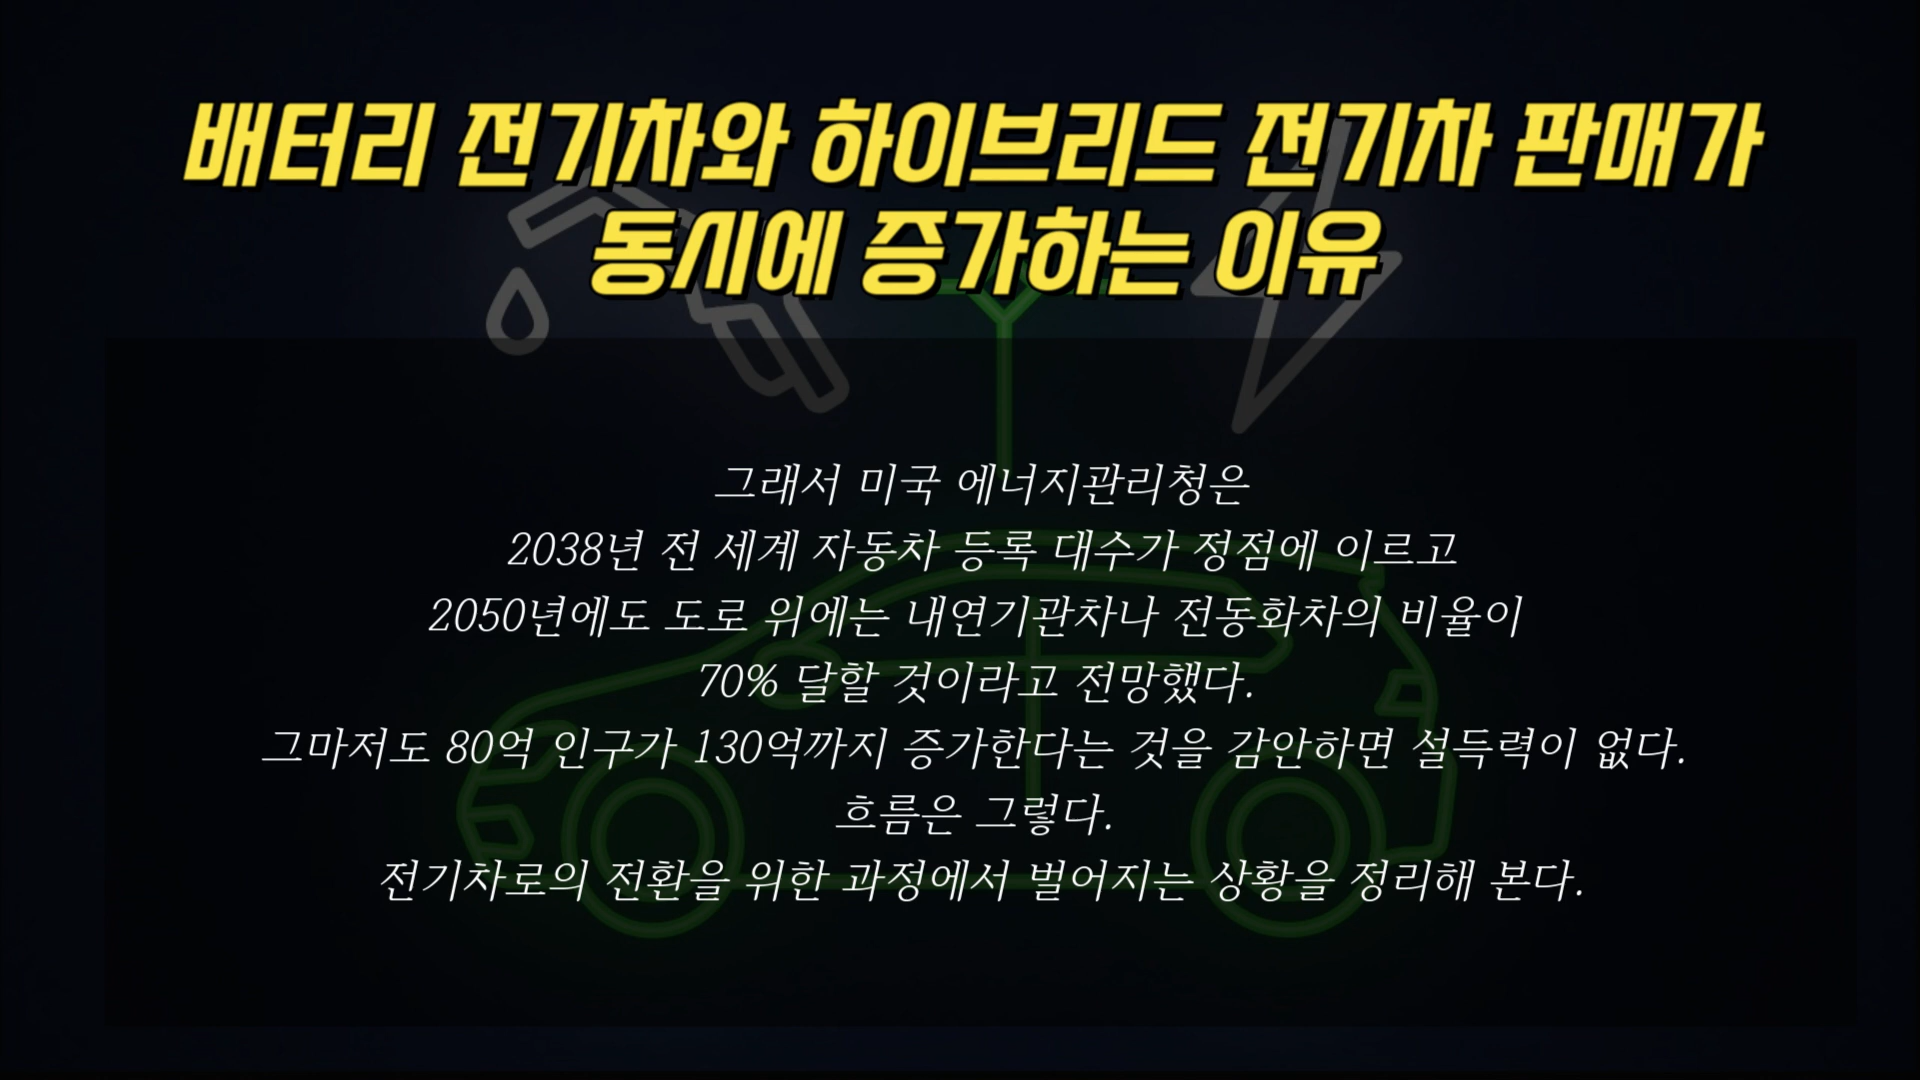 배터리 전기차와 하이브리드 전기차 판매가
동시에 증가하는 이유
그래서 미국 에너지관리청은
2038년 전 세계 자동차 등록 대수가 정점에 이르고
2050년에도 도로 위에는 내연기관차나 전동화차의 비율이
70% 달할 것이라고 전망했다.
그마저도 80억 인구가 130억까지 증가한다는 것을 감안하면 설득력이 없다.
흐름은 그렇다.
전기차로의 전환을 위한 과정에서 벌어지는 상황을 정리해 본다.